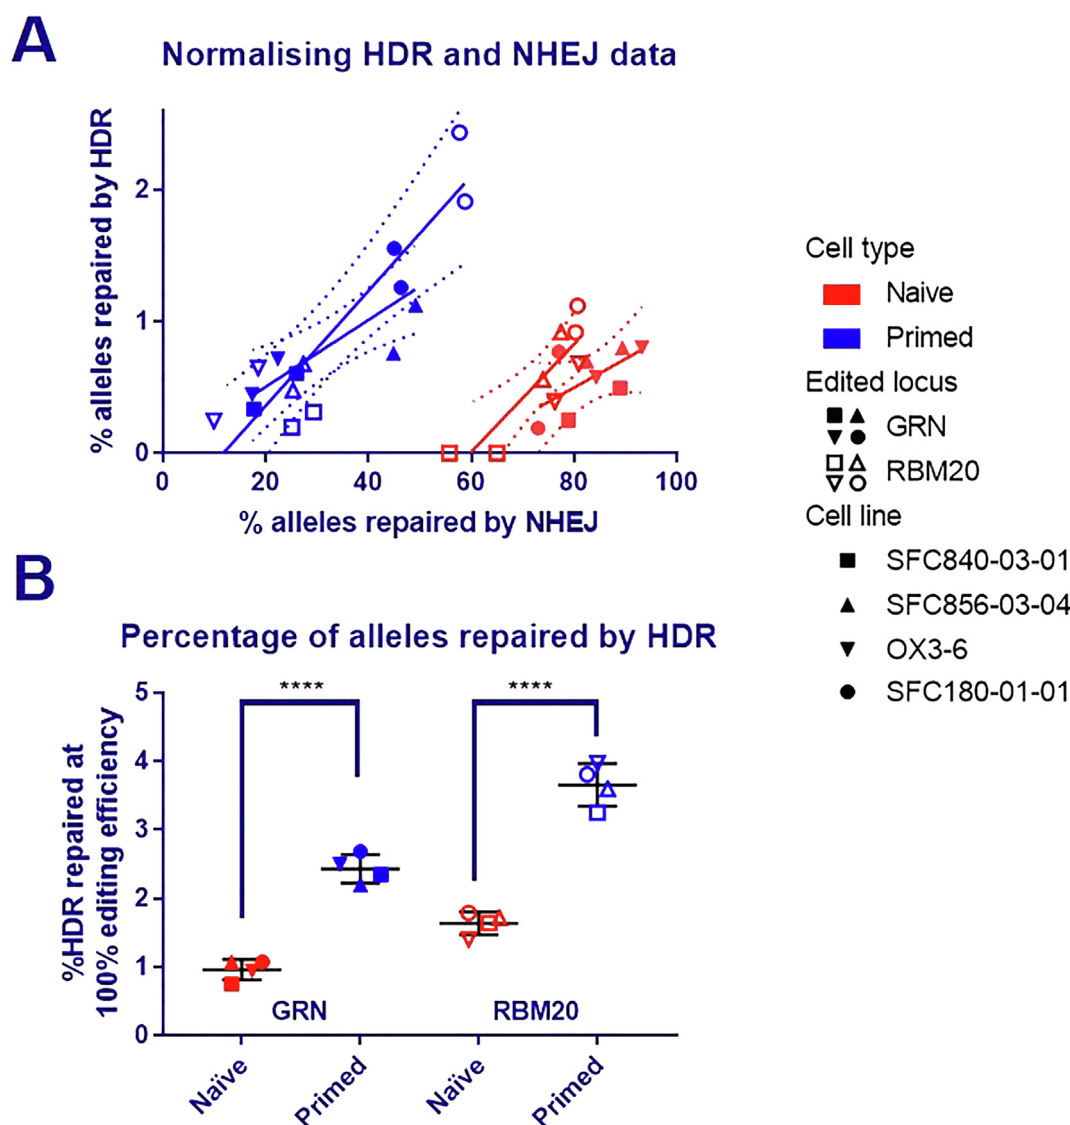 A
Normalising HDR and NHEJ data
% alleles repaired by HDR
2
1
0
0 20 40 60 80 100
% alleles repaired by NHEJ
Cell type
Naive
Primed
Edited locus
GRN
RBM20
Cell line
SFC840-03-01
SFC856-03-04
OX3-6
SFC180-01-01
B
Percentage of alleles repaired by HDR
%HDR repaired at
100% editing efficiency
5
4
3
2
1
0
**** ****
GRN RBM20
Naïve Primed Naïve Primed